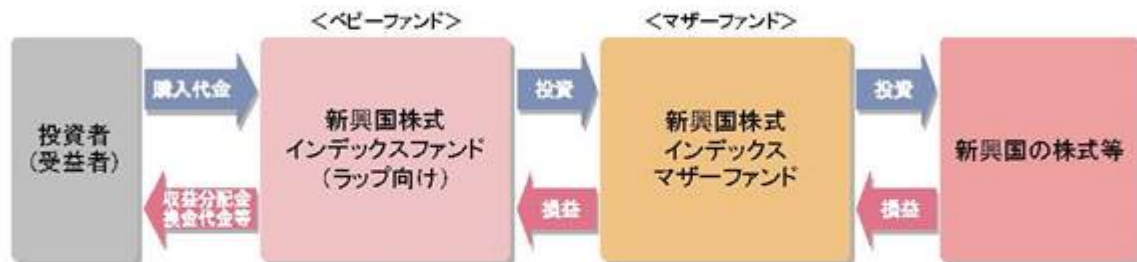 <ベビーファンド>
<マザーファンド>
投資者
(受益者)
購入代金
収益分配金
換金代金等
新興国株式
インデックスファンド
(ラップ向け)
投資
損益
新興国株式
インデックス
マザーファンド
投資
損益
新興国の株式等